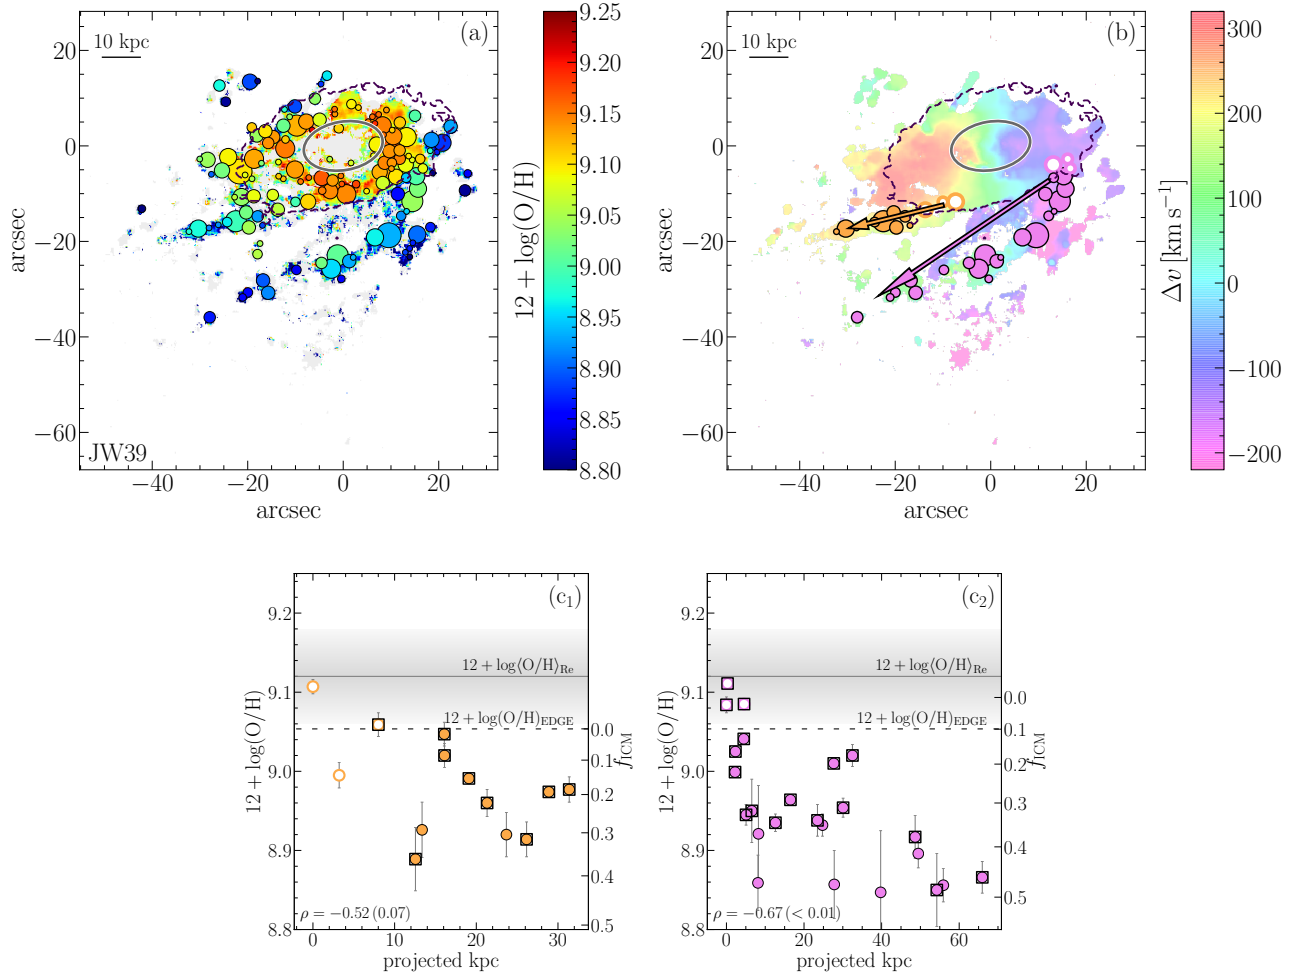 (a)
10 kpc
20
0
−20
−40
−60
arcsec
JW39
−40
−20
0
20
arcsec
9.25
9.20
9.15
9.10
9.05
9.00
8.95
8.90
8.85
8.80
12 + log(O/H)
(b)
10 kpc
20
0
−20
−40
−60
arcsec
−40
−20
0
20
arcsec
300
200
100
0
−100
−200
Δv [km s⁻¹]
(c₁)
9.2
9.1
9.0
8.9
8.8
12 + log(O/H)
12 + log⟨O/H⟩Re
12 + log(O/H)EDGE
0.0
0.1
0.2
0.3
0.4
0.5
fICM
ρ = −0.52 (0.07)
0
10
20
30
projected kpc
(c₂)
9.2
9.1
9.0
8.9
8.8
12 + log(O/H)
12 + log⟨O/H⟩Re
12 + log(O/H)EDGE
0.0
0.1
0.2
0.3
0.4
0.5
fICM
ρ = −0.67 (< 0.01)
0
20
40
60
projected kpc